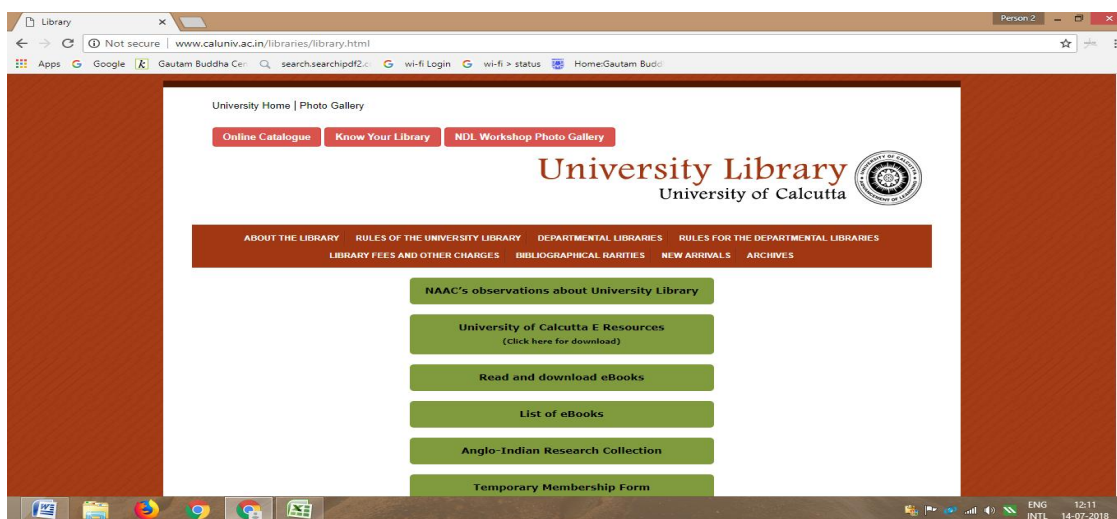 Library
Person 2
Not secure | www.caluniv.ac.in/libraries/library.html
Apps Google Gautam Buddha Cen search.searchipdf2.c wi-fi Login wi-fi > status Home:Gautam Budd
University Home | Photo Gallery
Online Catalogue Know Your Library NDL Workshop Photo Gallery
University Library
University of Calcutta
ABOUT THE LIBRARY RULES OF THE UNIVERSITY LIBRARY DEPARTMENTAL LIBRARIES RULES FOR THE DEPARTMENTAL LIBRARIES
LIBRARY FEES AND OTHER CHARGES BIBLIOGRAPHICAL RARITIES NEW ARRIVALS ARCHIVES
NAAC's observations about University Library
University of Calcutta E Resources
(Click here for download)
Read and download eBooks
List of eBooks
Anglo-Indian Research Collection
Temporary Membership Form
ENG 12:11
INTL 14-07-2018